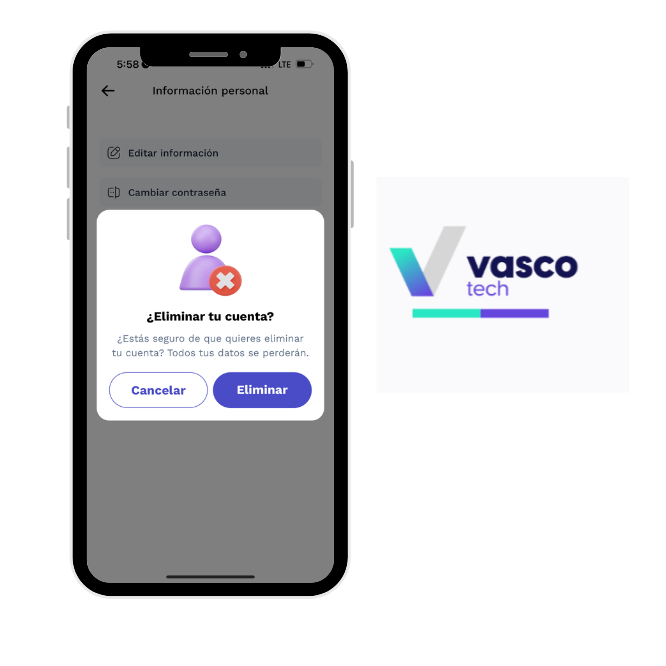 5:58
LTE
Información personal
Editar información
Cambiar contraseña
¿Eliminar tu cuenta?
¿Estás seguro de que quieres eliminar
tu cuenta? Todos tus datos se perderán.
Cancelar
Eliminar
vasco
tech